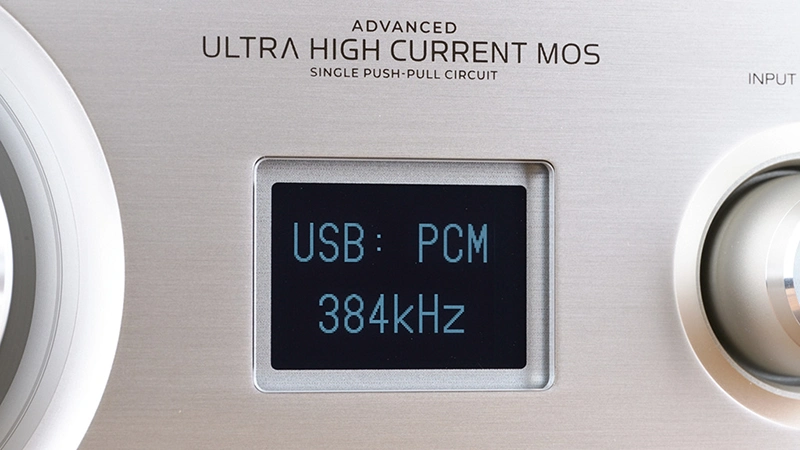 ADVANCED
ULTRA HIGH CURRENT MOS
SINGLE PUSH-PULL CIRCUIT
INPUT
USB: PCM
384kHz